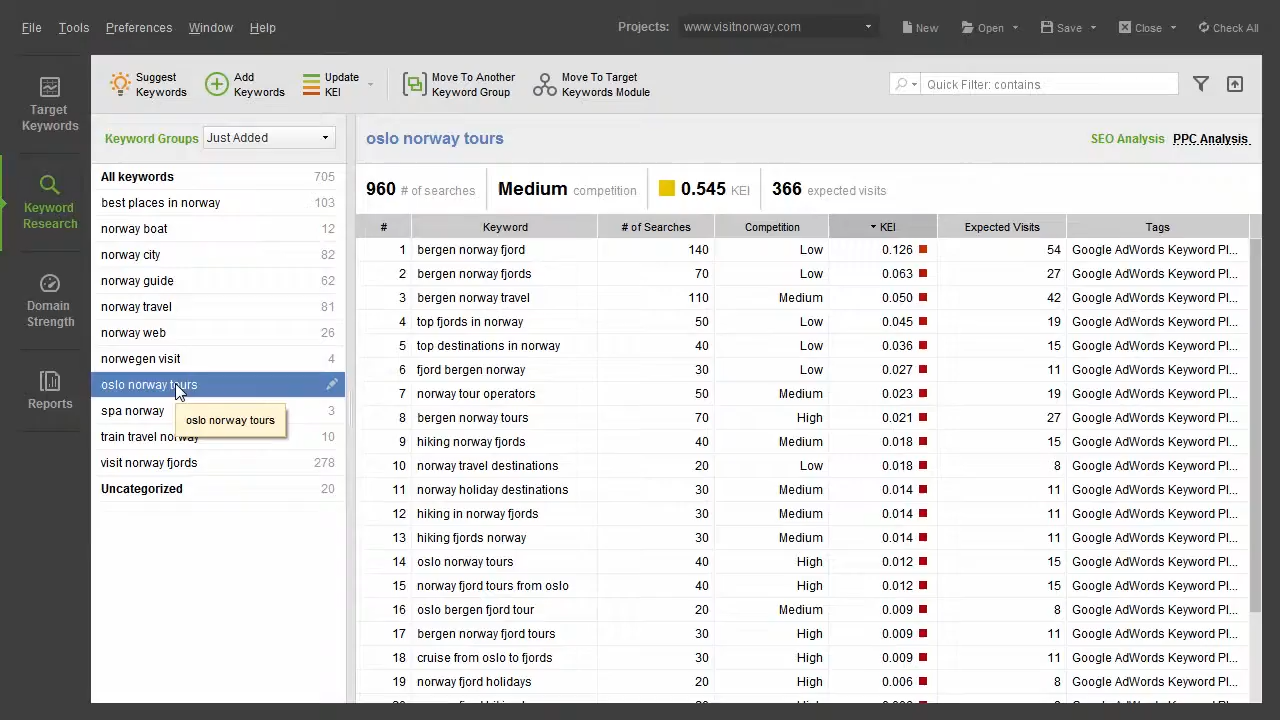 File Tools Preferences Window Help Projects: www.visitnorway.com New Open Save Close Check All
Target Keywords
Keyword Research
Domain Strength
Reports
Suggest Keywords Add Keywords Update KEI Move To Another Keyword Group Move To Target Keywords Module Quick Filter: contains
Keyword Groups Just Added
All keywords 705
best places in norway 103
norway boat 12
norway city 82
norway guide 62
norway travel 81
norway web 26
norwegen visit 4
oslo norway tours
oslo norway tours
spa norway 3
train travel norway 10
visit norway fjords 278
Uncategorized 20
oslo norway tours SEO Analysis PPC Analysis
960 # of searches Medium competition 0.545 KEI 366 expected visits
# Keyword # of Searches Competition KEI Expected Visits Tags
1 bergen norway fjord 140 Low 0.126 54 Google AdWords Keyword Pl...
2 bergen norway fjords 70 Low 0.063 27 Google AdWords Keyword Pl...
3 bergen norway travel 110 Medium 0.050 42 Google AdWords Keyword Pl...
4 top fjords in norway 50 Low 0.045 19 Google AdWords Keyword Pl...
5 top destinations in norway 40 Low 0.036 15 Google AdWords Keyword Pl...
6 fjord bergen norway 30 Low 0.027 11 Google AdWords Keyword Pl...
7 norway tour operators 50 Medium 0.023 19 Google AdWords Keyword Pl...
8 bergen norway tours 70 High 0.021 27 Google AdWords Keyword Pl...
9 hiking norway fjords 40 Medium 0.018 15 Google AdWords Keyword Pl...
10 norway travel destinations 20 Low 0.018 8 Google AdWords Keyword Pl...
11 norway holiday destinations 30 Medium 0.014 11 Google AdWords Keyword Pl...
12 hiking in norway fjords 30 Medium 0.014 11 Google AdWords Keyword Pl...
13 hiking fjords norway 30 Medium 0.014 11 Google AdWords Keyword Pl...
14 oslo norway tours 40 High 0.012 15 Google AdWords Keyword Pl...
15 norway fjord tours from oslo 40 High 0.012 15 Google AdWords Keyword Pl...
16 oslo bergen fjord tour 20 Medium 0.009 8 Google AdWords Keyword Pl...
17 bergen norway fjord tours 30 High 0.009 11 Google AdWords Keyword Pl...
18 cruise from oslo to fjords 30 High 0.009 11 Google AdWords Keyword Pl...
19 norway fjord holidays 20 High 0.006 8 Google AdWords Keyword Pl...